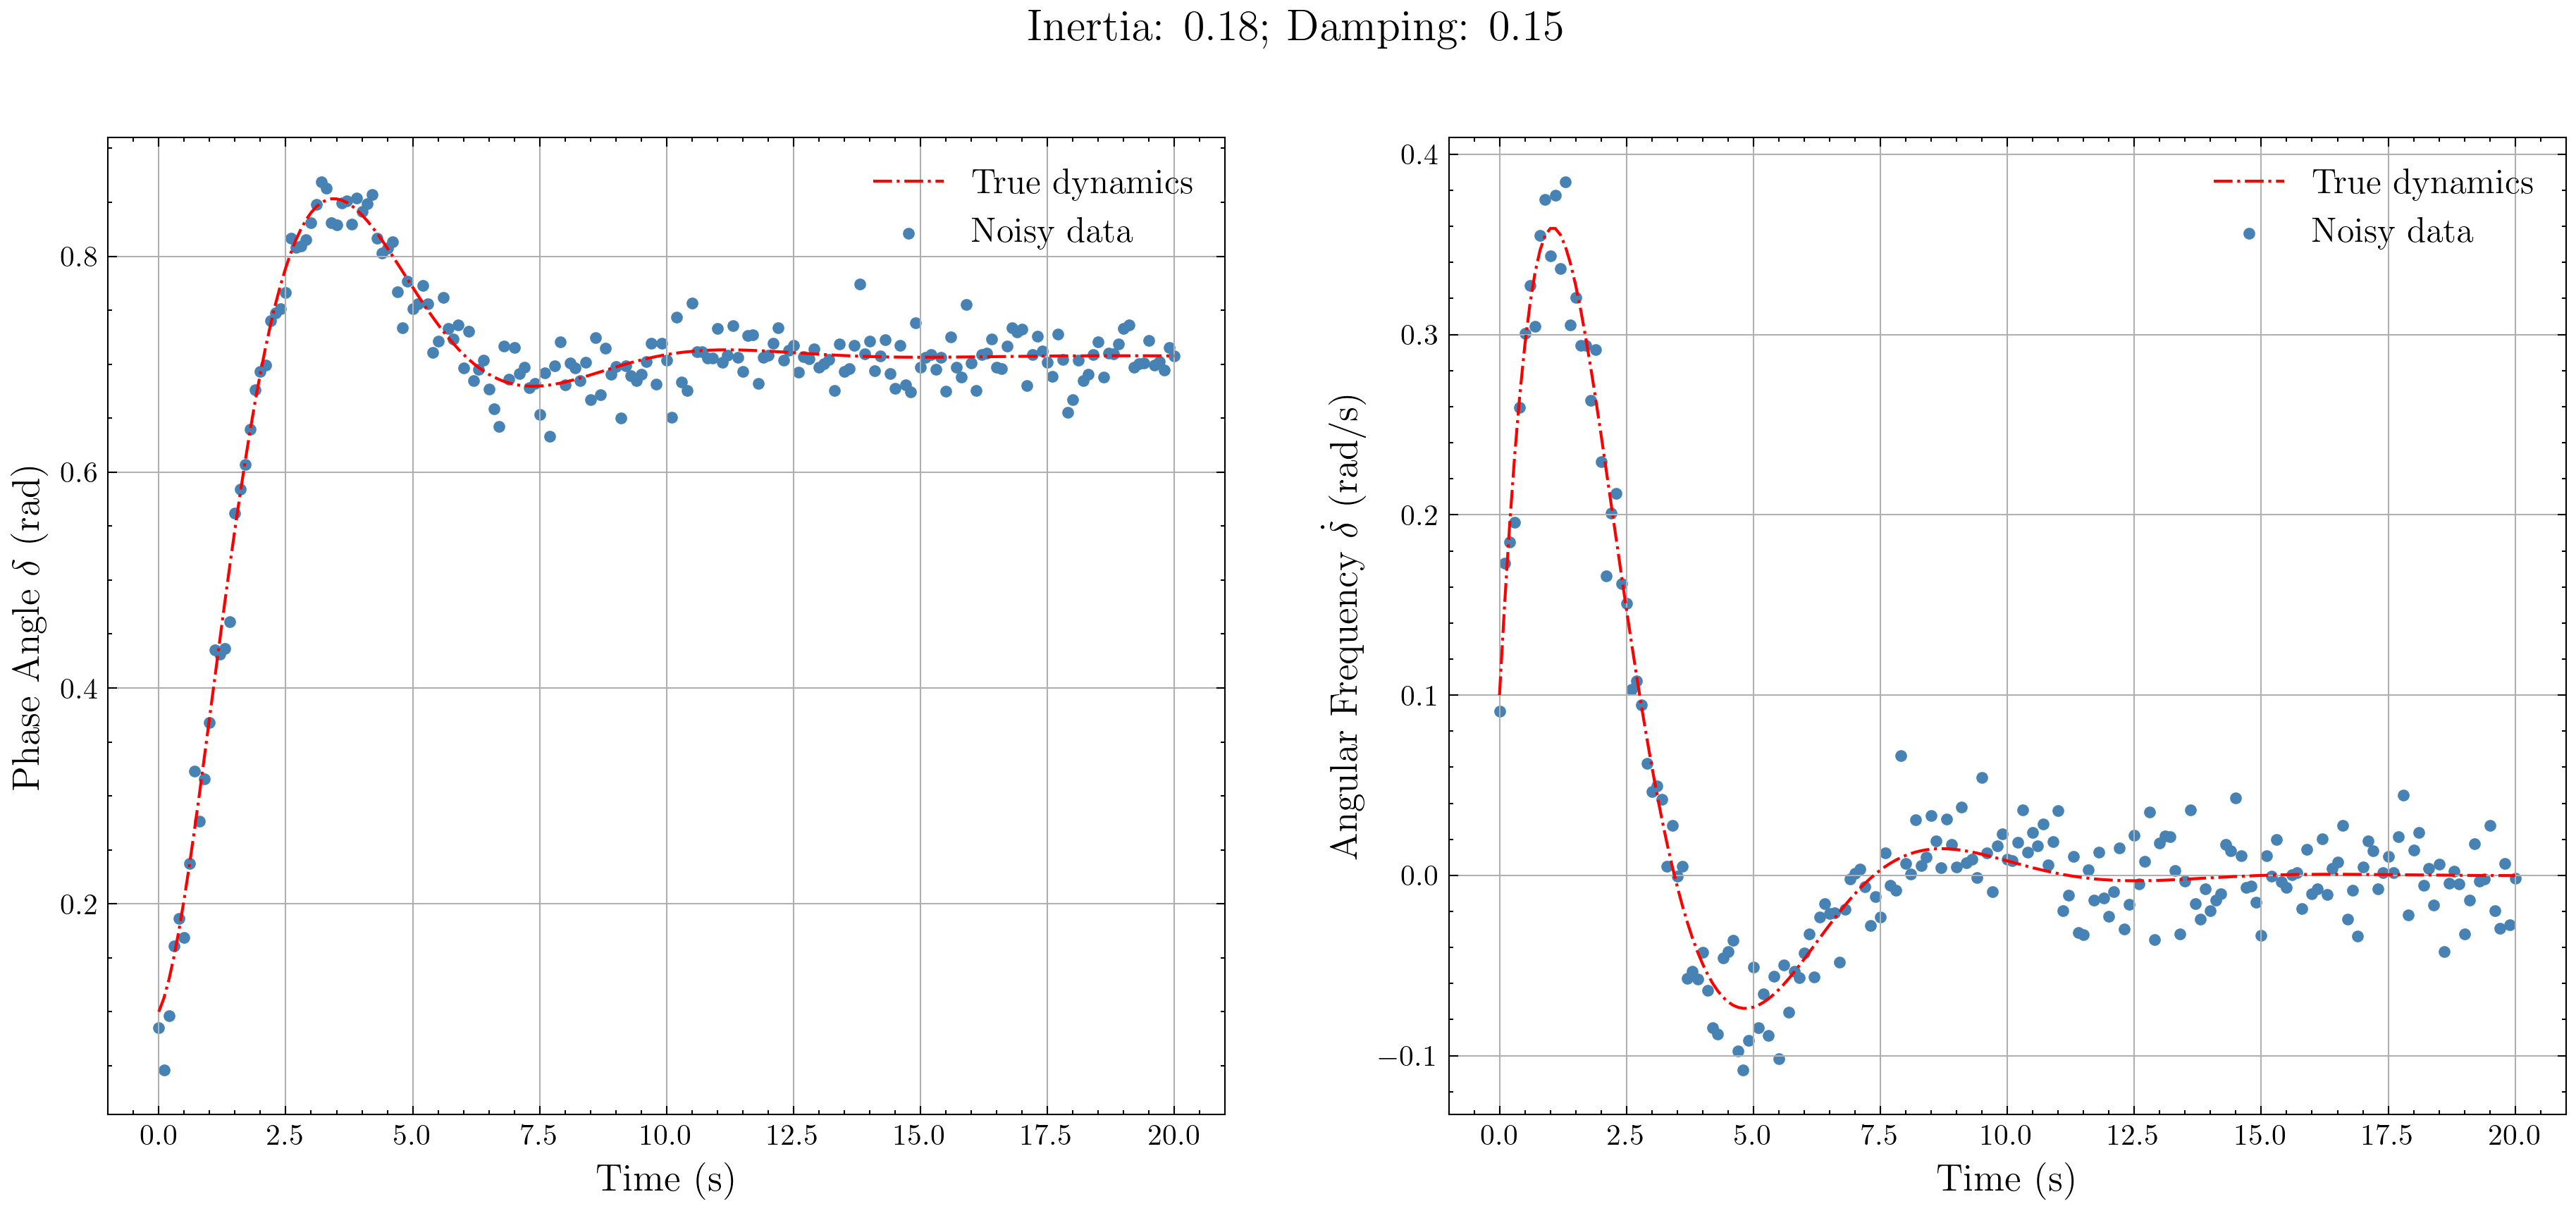 Inertia: 0.18; Damping: 0.15
True dynamics
Noisy data
0.8
0.6
0.4
0.2
Phase Angle δ (rad)
0.0 2.5 5.0 7.5 10.0 12.5 15.0 17.5 20.0
Time (s)
True dynamics
Noisy data
0.4
0.3
0.2
0.1
0.0
−0.1
Angular Frequency δ̇ (rad/s)
0.0 2.5 5.0 7.5 10.0 12.5 15.0 17.5 20.0
Time (s)